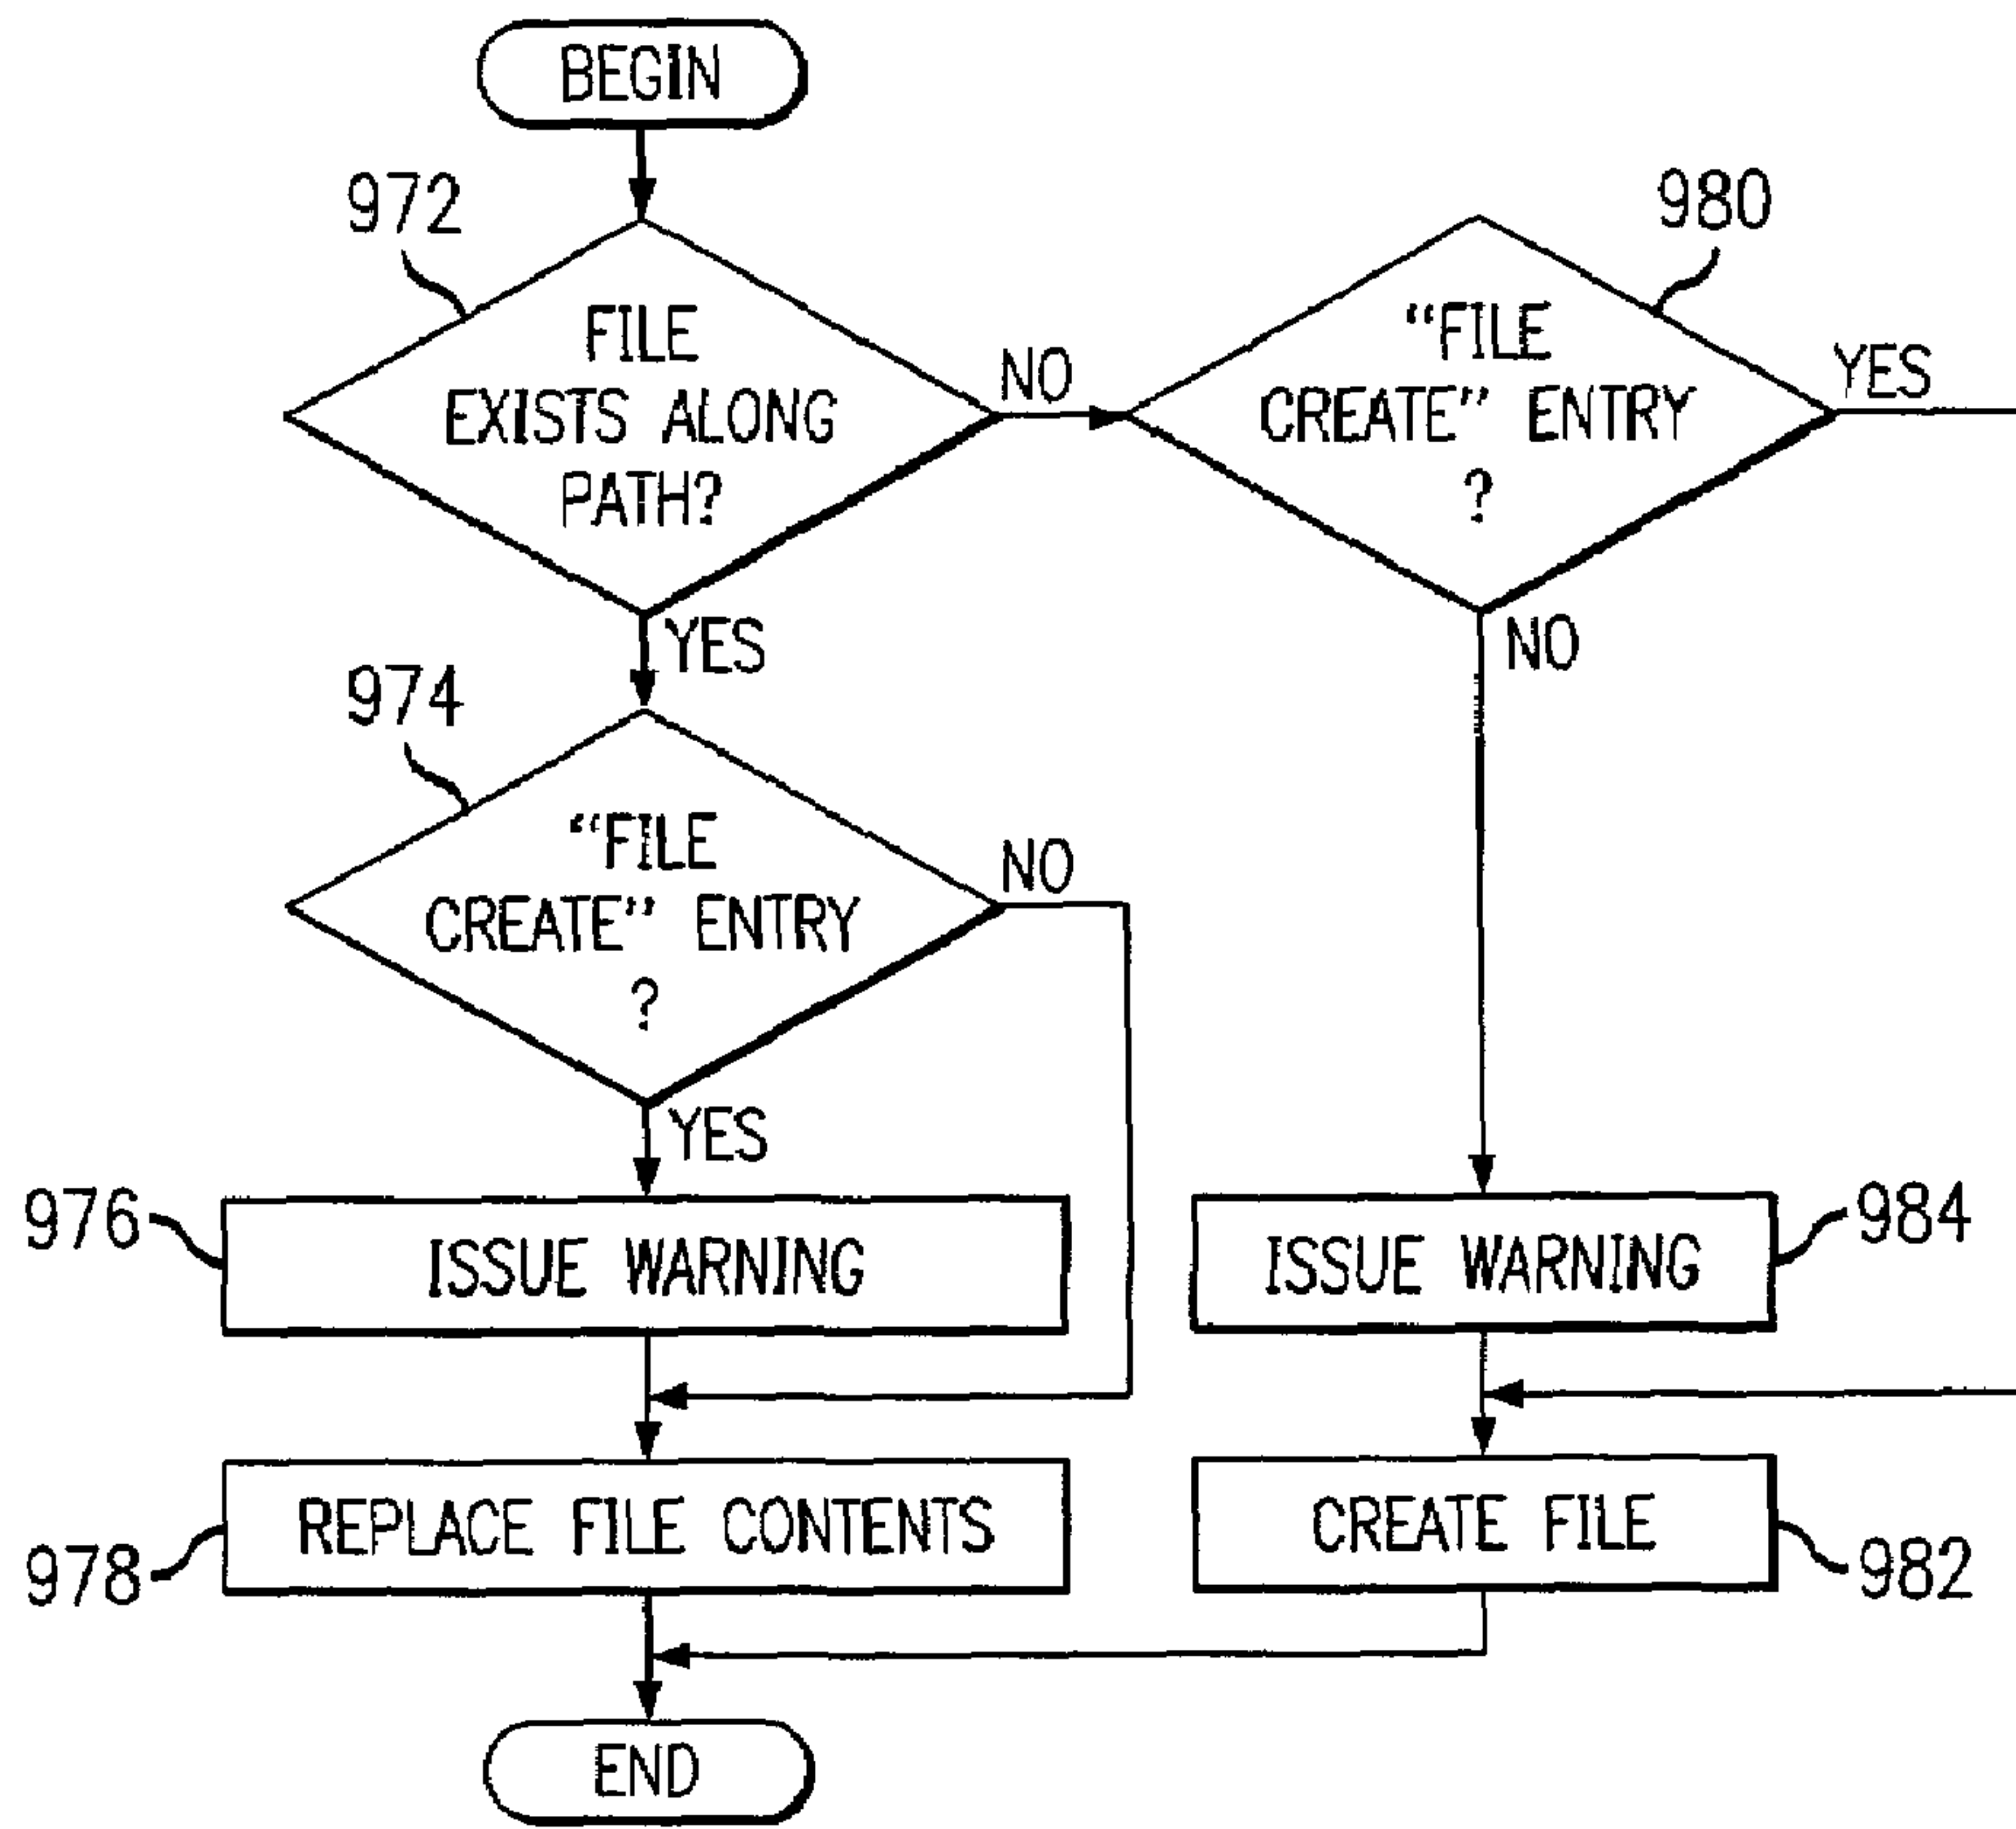 BEGIN
972
FILE
EXISTS ALONG
PATH?
NO
YES
980
“FILE
CREATE” ENTRY
?
YES
NO
974
“FILE
CREATE” ENTRY
?
NO
YES
976
ISSUE WARNING
984
ISSUE WARNING
978
REPLACE FILE CONTENTS
982
CREATE FILE
END